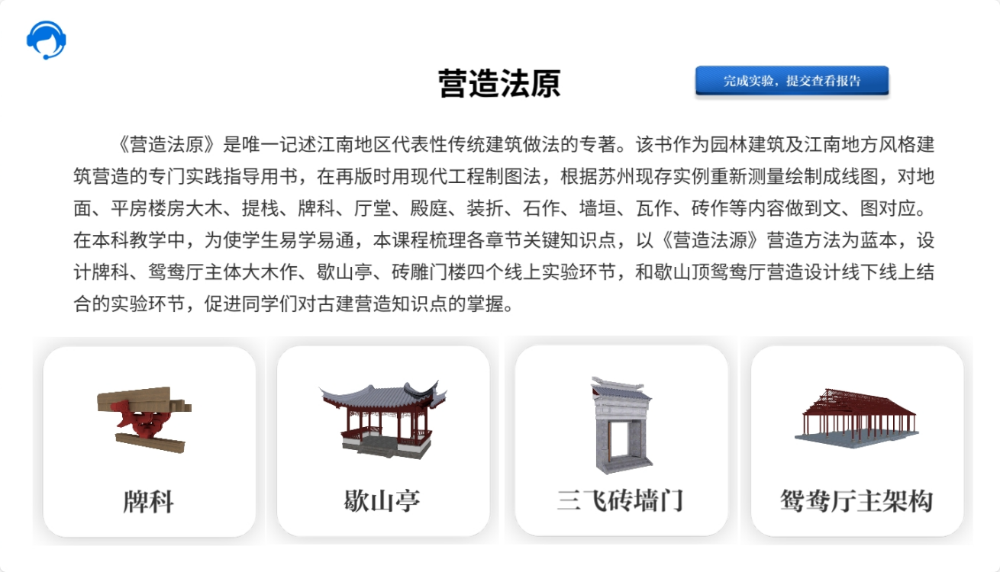 营造法原
完成实验，提交查看报告
《营造法原》是唯一记述江南地区代表性传统建筑做法的专著。该书作为园林建筑及江南地方风格建
筑营造的专门实践指导用书，在再版时用现代工程制图法，根据苏州现存实例重新测量绘制成线图，对地
面、平房楼房大木、提栈、牌科、厅堂、殿庭、装折、石作、墙垣、瓦作、砖作等内容做到文、图对应。
在本科教学中，为使学生易学易通，本课程梳理各章节关键知识点，以《营造法源》营造方法为蓝本，设
计牌科、鸳鸯厅主体大木作、歇山亭、砖雕门楼四个线上实验环节，和歇山顶鸳鸯厅营造设计线下线上结
合的实验环节，促进同学们对古建营造知识点的掌握。
牌科
歇山亭
三飞砖墙门
鸳鸯厅主架构